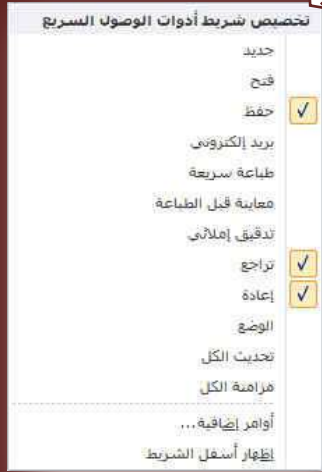 تخصيص شريط أدوات الوصول السريع
جديد
فتح
حفظ
بريد إلكتروني
طباعة سريعة
معاينة قبل الطباعة
تدقيق إملائي
تراجع
إعادة
الوضع
تحديث الكل
مزامنة الكل
أوامر إضافية...
إظهار أسفل الشريط